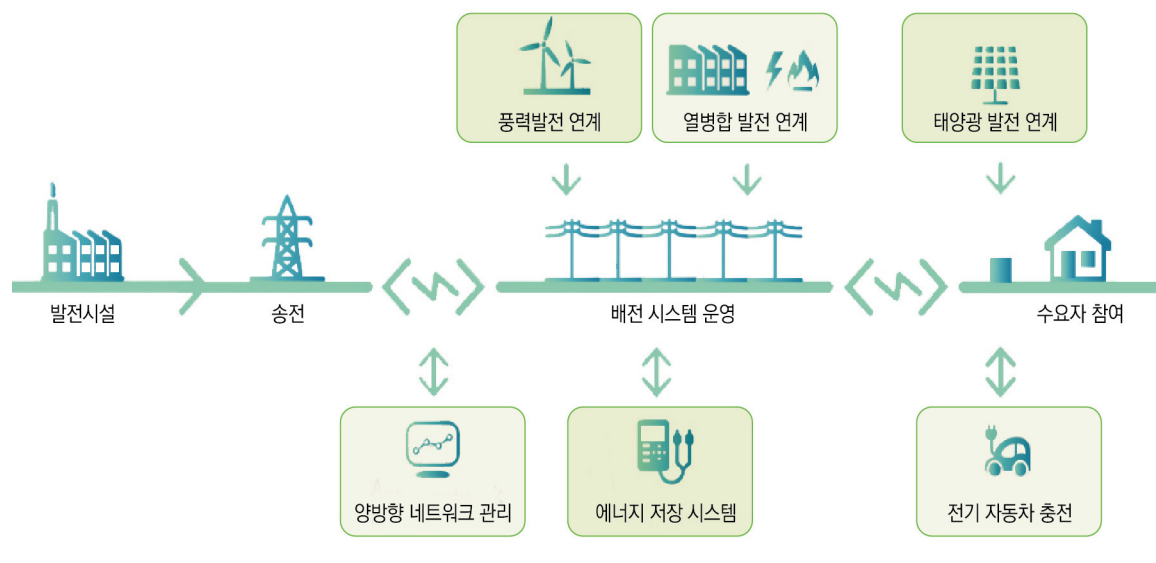 풍력발전 연계
열병합 발전 연계
태양광 발전 연계
발전시설
송전
배전 시스템 운영
수요자 참여
양방향 네트워크 관리
에너지 저장 시스템
전기 자동차 충전